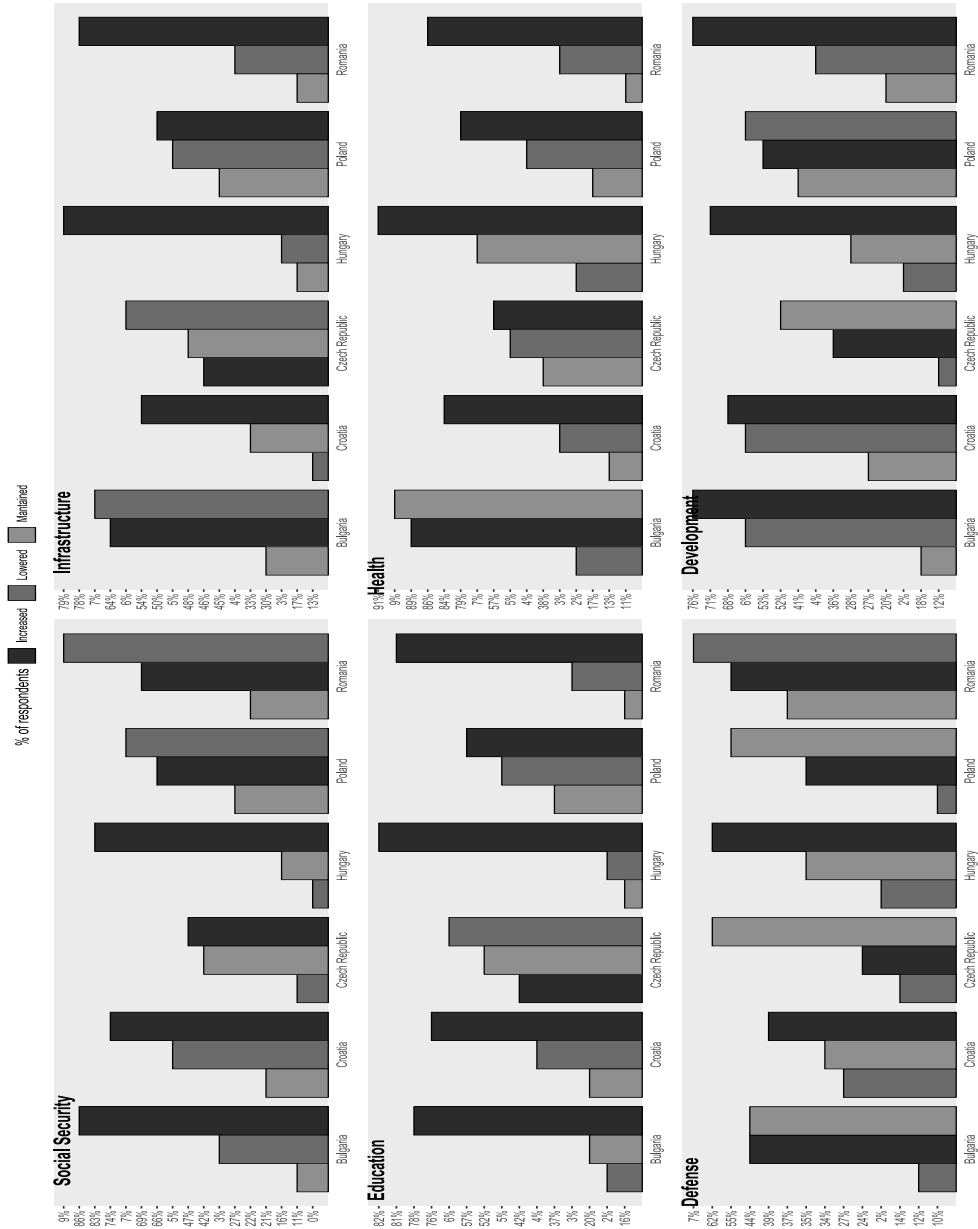 % of respondents
Increased
Lowered
Mantained
Social Security
9%
86%
83%
74%
7%
69%
66%
5%
47%
42%
3%
27%
22%
21%
16%
11%
0%
Bulgaria
Croatia
Czech Republic
Hungary
Poland
Romania
Infrastructure
79%
78%
7%
64%
6%
54%
50%
5%
48%
46%
45%
4%
33%
30%
3%
17%
13%
Bulgaria
Croatia
Czech Republic
Hungary
Poland
Romania
Education
82%
81%
78%
76%
6%
57%
52%
5%
42%
4%
37%
3%
20%
2%
16%
Bulgaria
Croatia
Czech Republic
Hungary
Poland
Romania
Health
91%
9%
89%
86%
84%
79%
7%
57%
5%
4%
38%
3%
2%
17%
13%
11%
Bulgaria
Croatia
Czech Republic
Hungary
Poland
Romania
Defense
7%
62%
55%
44%
39%
37%
35%
34%
27%
24%
2%
14%
12%
10%
Bulgaria
Croatia
Czech Republic
Hungary
Poland
Romania
Development
76%
71%
68%
6%
53%
52%
41%
4%
36%
28%
27%
20%
2%
18%
12%
Bulgaria
Croatia
Czech Republic
Hungary
Poland
Romania